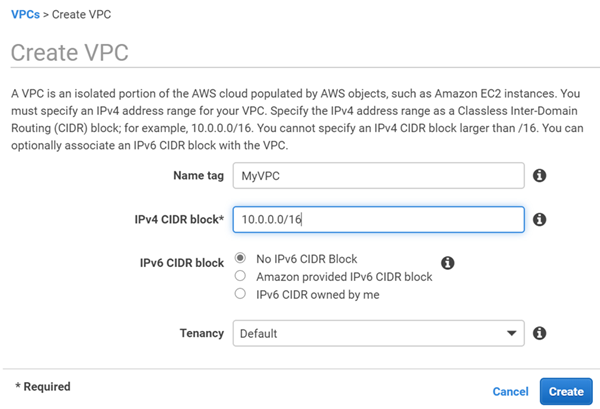 VPCs > Create VPC
Create VPC
A VPC is an isolated portion of the AWS cloud populated by AWS objects, such as Amazon EC2 instances. You
must specify an IPv4 address range for your VPC. Specify the IPv4 address range as a Classless Inter-Domain
Routing (CIDR) block; for example, 10.0.0.0/16. You cannot specify an IPv4 CIDR block larger than /16. You can
optionally associate an IPv6 CIDR block with the VPC.
Name tag MyVPC
IPv4 CIDR block* 10.0.0.0/16
IPv6 CIDR block No IPv6 CIDR Block
Amazon provided IPv6 CIDR block
IPv6 CIDR owned by me
Tenancy Default
* Required Cancel Create